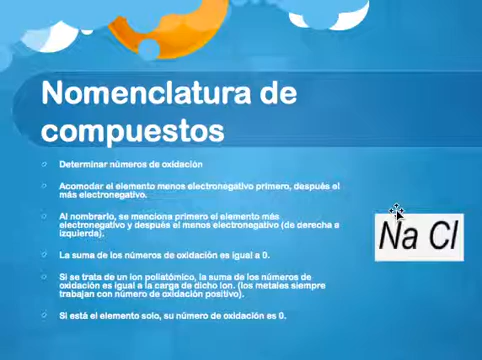 Nomenclatura de
compuestos
Determinar números de oxidación
Acomodar el elemento menos electronegativo primero, después el
más electronegativo.
Al nombrarlo, se menciona primero el elemento más
electronegativo y después el menos electronegativo (de derecha a
izquierda).
La suma de los números de oxidación es igual a 0.
Si se trata de un ion poliatómico, la suma de los números de
oxidación es igual a la carga de dicho ion. (los metales siempre
trabajan con número de oxidación positivo).
Si está el elemento solo, su número de oxidación es 0.
Na Cl